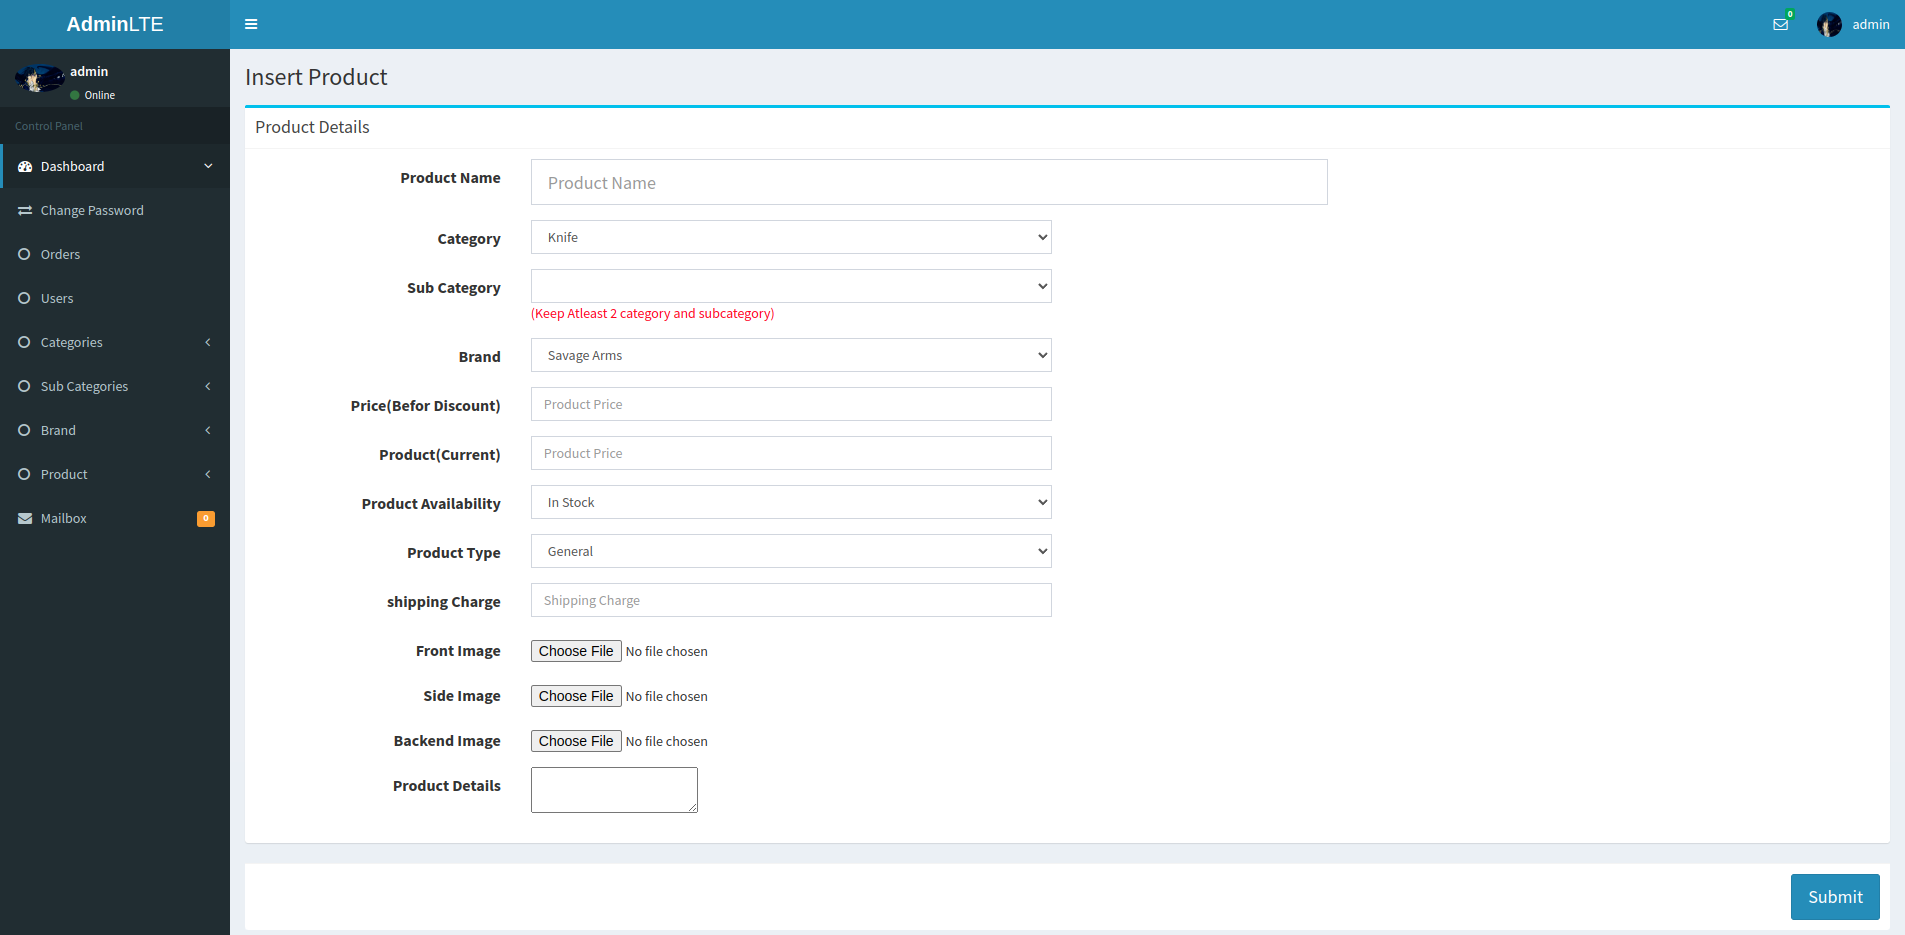 AdminLTE
0
admin
admin
Online
Control Panel
Dashboard
Change Password
Orders
Users
Categories
Sub Categories
Brand
Product
Mailbox
0
Insert Product
Product Details
Product Name
Product Name
Category
Knife
Sub Category
(Keep Atleast 2 category and subcategory)
Brand
Savage Arms
Price(Befor Discount)
Product Price
Product(Current)
Product Price
Product Availability
In Stock
Product Type
General
shipping Charge
Shipping Charge
Front Image
Choose File No file chosen
Side Image
Choose File No file chosen
Backend Image
Choose File No file chosen
Product Details
Submit